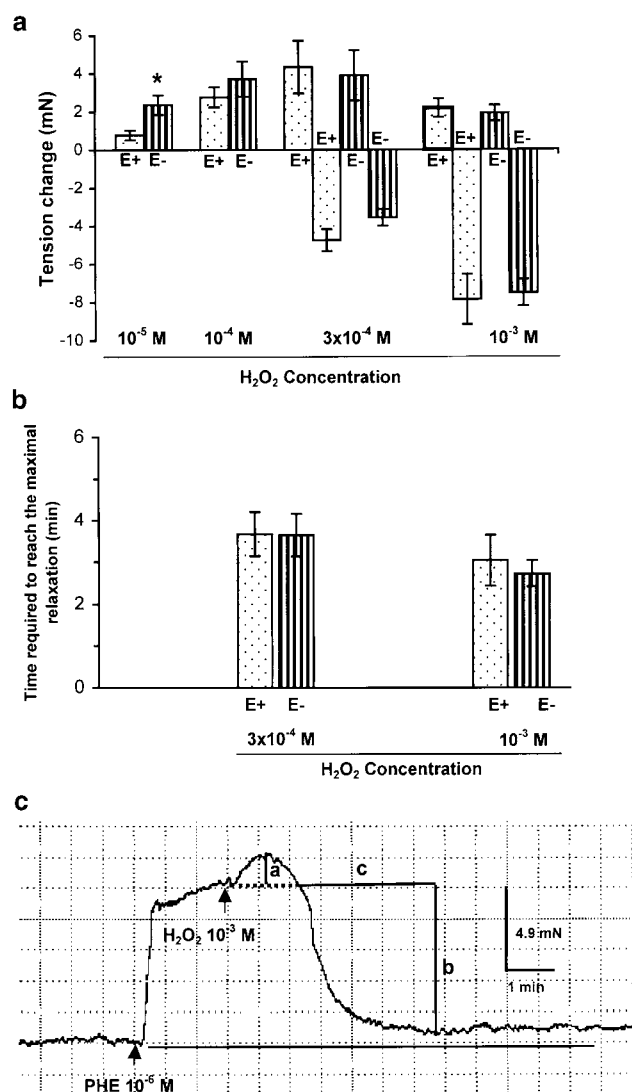 a
Tension change (mN)
6
4
2
0
-2
-4
-6
-8
-10
*
E+ E- E+ E- E+ E+ E- E- E+ E+ E- E-
10⁻⁵ M 10⁻⁴ M 3x10⁻⁴ M 10⁻³ M
H₂O₂ Concentration
b
Time required to reach the maximal
relaxation (min)
6
4
2
0
E+ E- E+ E-
3x10⁻⁴ M 10⁻³ M
H₂O₂ Concentration
c
a
c
b
H₂O₂ 10⁻³ M
4.9 mN
1 min
PHE 10⁻⁶ M